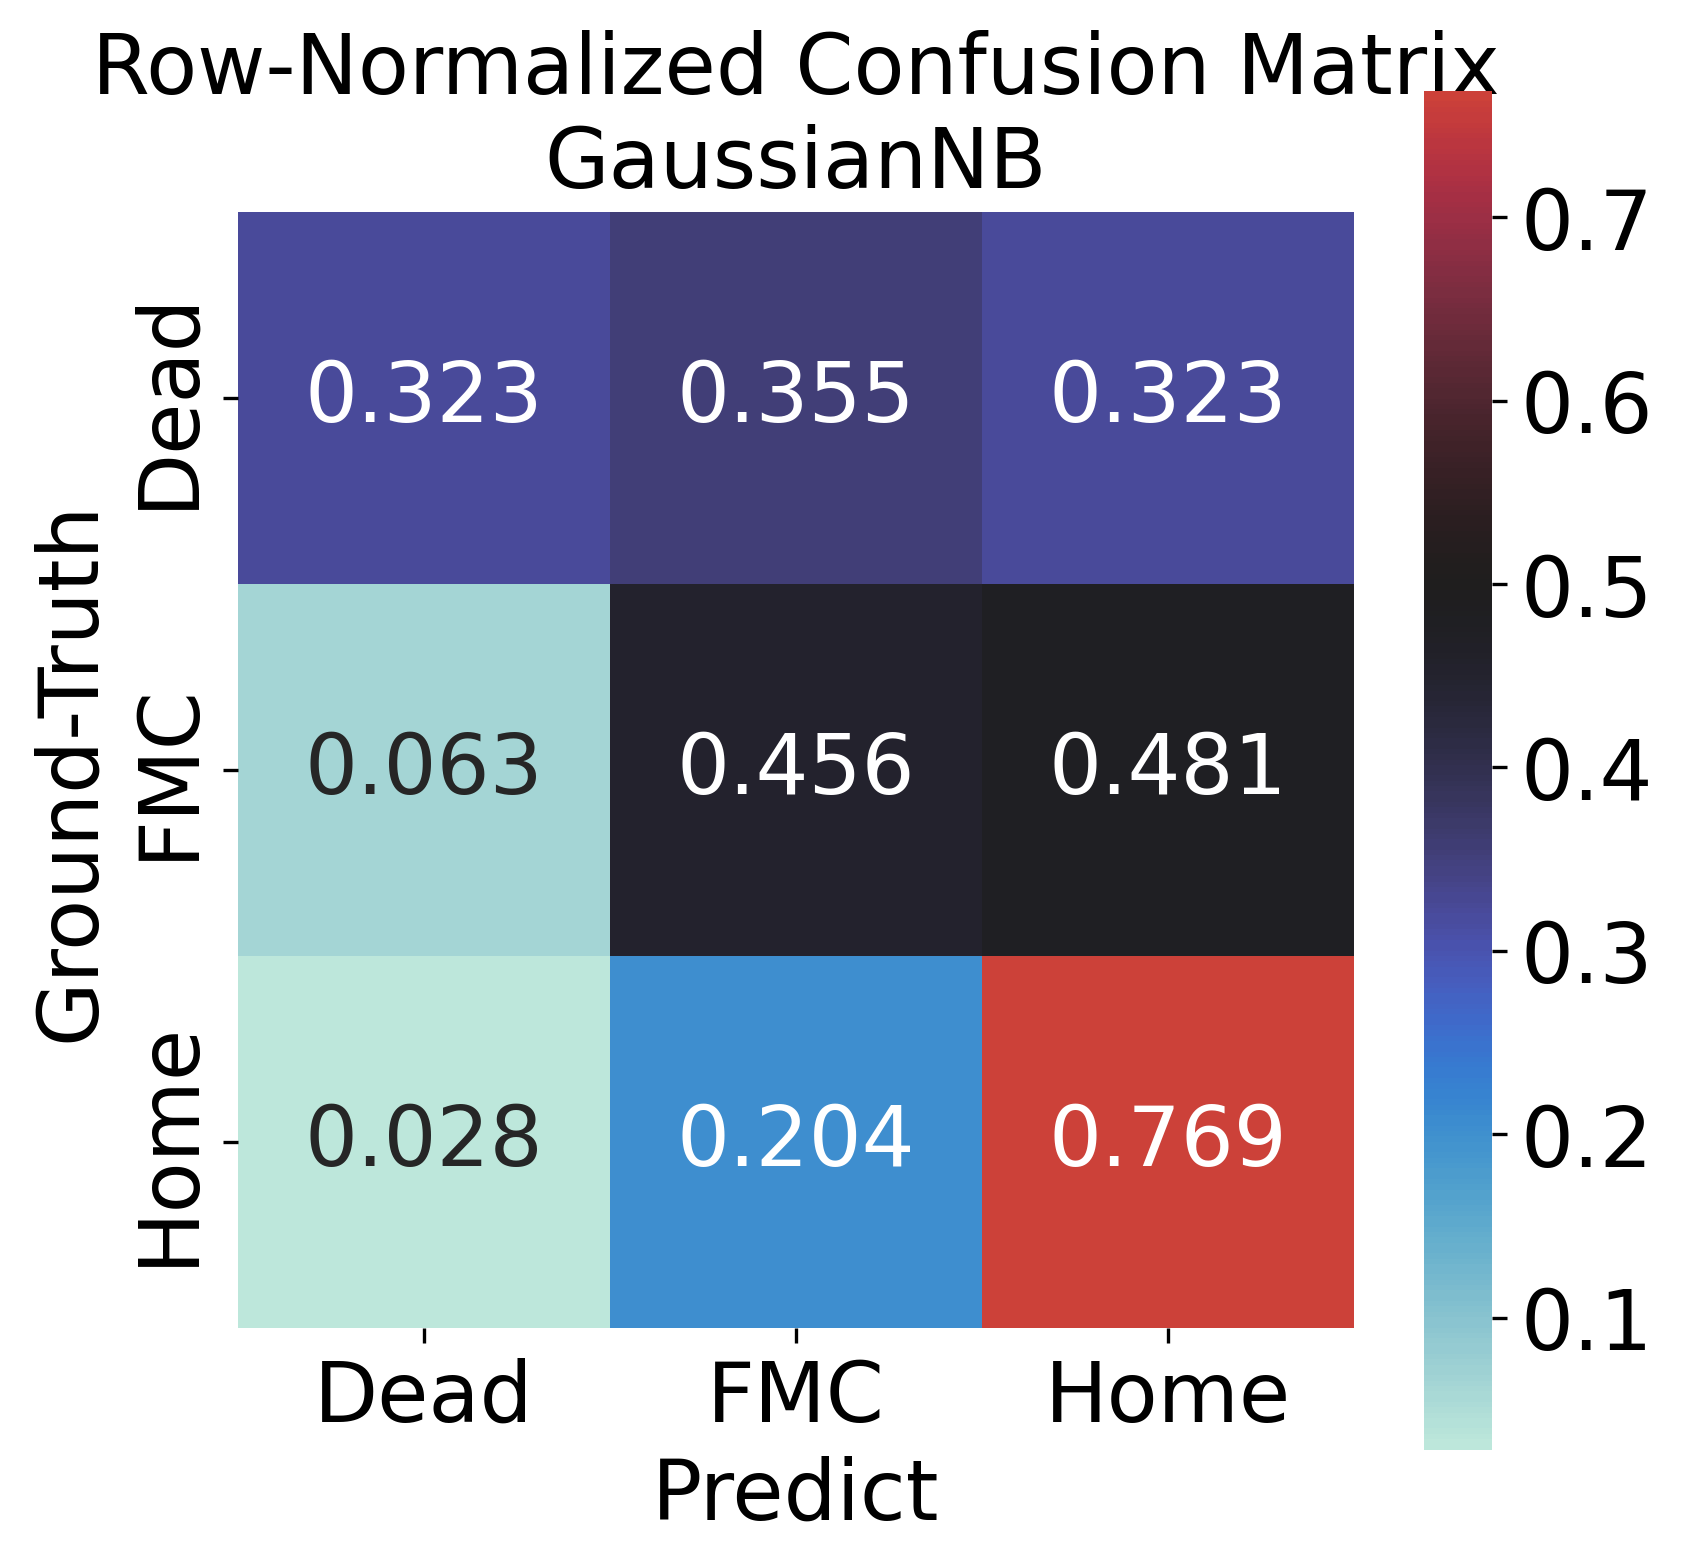 Row-Normalized Confusion Matrix
GaussianNB
Ground-Truth
Dead
0.323 0.355 0.323
FMC
0.063 0.456 0.481
Home
0.028 0.204 0.769
Dead FMC Home
Predict
0.7
0.6
0.5
0.4
0.3
0.2
0.1